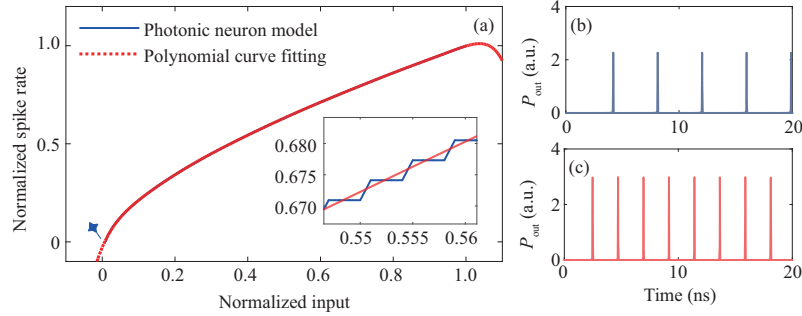 (a)
Photonic neuron model
Polynomial curve fitting
Normalized spike rate
1.0
0.5
0
0 0.2 0.4 0.6 0.8 1.0
Normalized input
0.680
0.675
0.670
0.55 0.555 0.56
(b)
P_out (a.u.)
4
2
0
0 10 20
(c)
P_out (a.u.)
4
2
0
0 10 20
Time (ns)